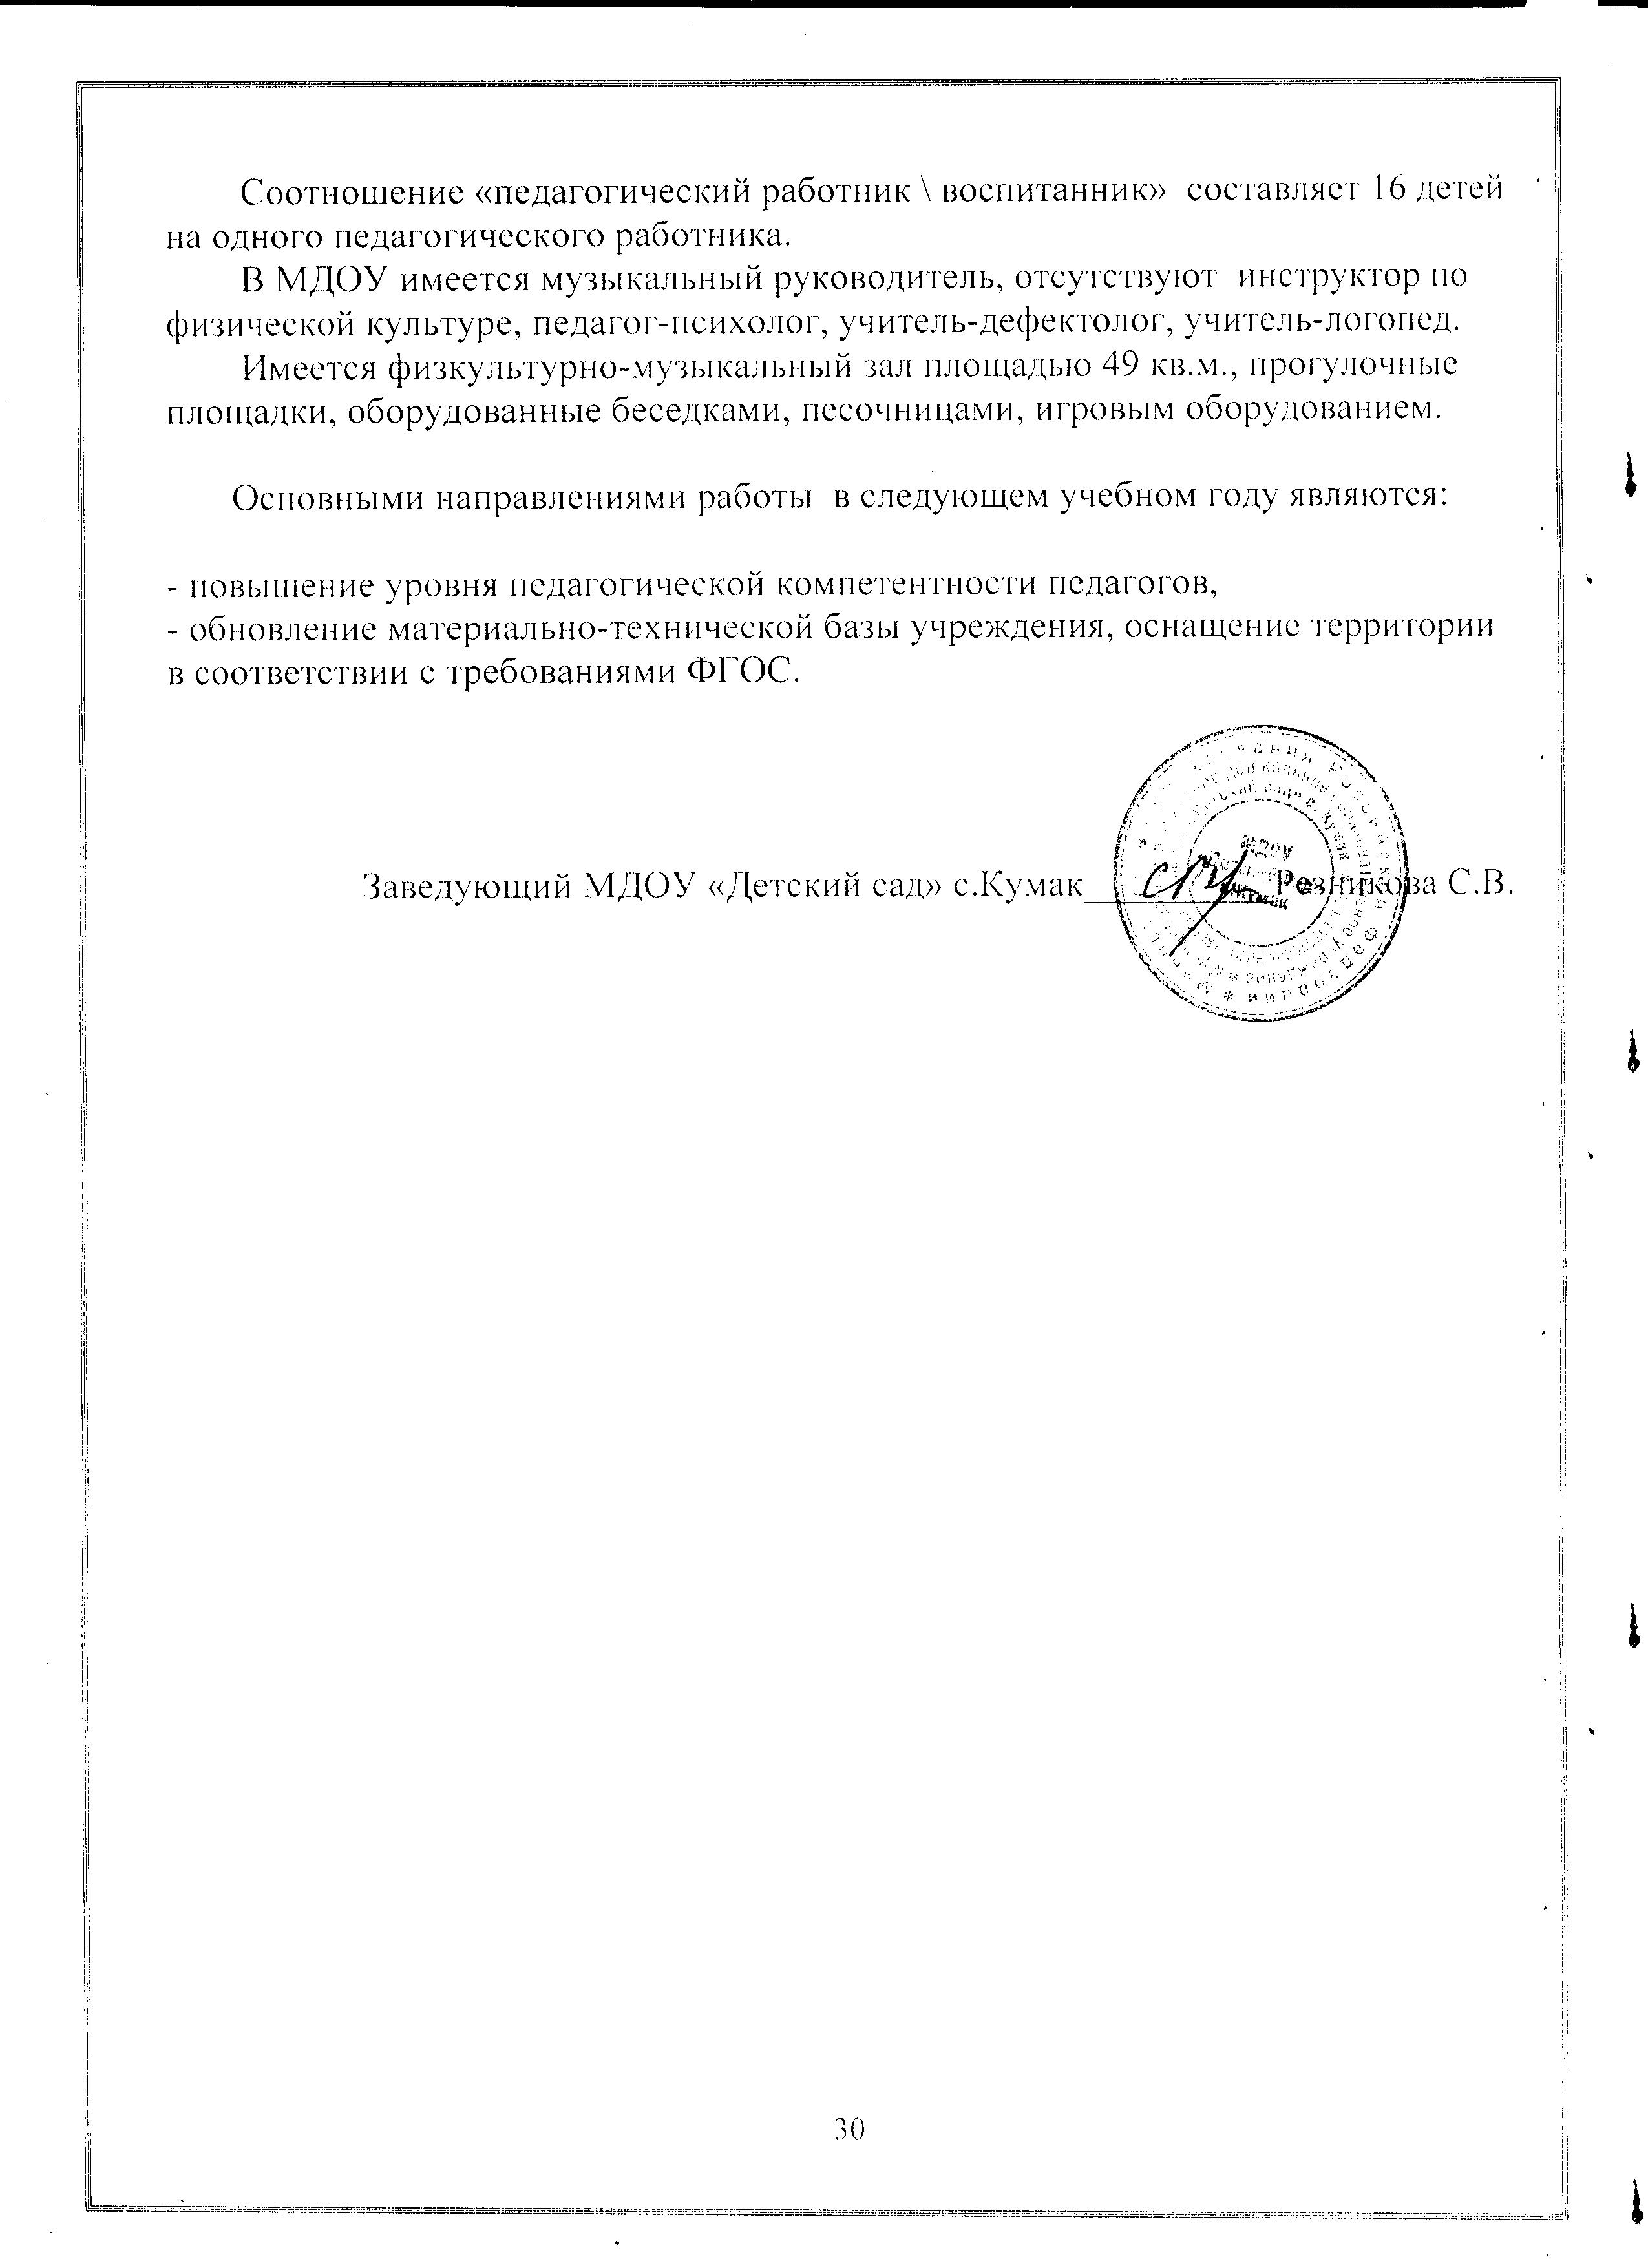 Соотношение «педагогический работник \ воспитанник» составляет 16 детей
на одного педагогического работника.
В МДОУ имеется музыкальный руководитель, отсутствуют инструктор по
физической культуре, педагог-психолог, учитель-дефектолог, учитель-логопед.
Имеется физкультурно-музыкальный зал площадью 49 кв.м., прогулочные
площадки, оборудованные беседками, песочницами, игровым оборудованием.
Основными направлениями работы в следующем учебном году являются:
- повышение уровня педагогической компетентности педагогов,
- обновление материально-технической базы учреждения, оснащение территории
в соответствии с требованиями ФГОС.
Заведующий МДОУ «Детский сад» с.Кумак Резникова С.В.
МДОУ
30